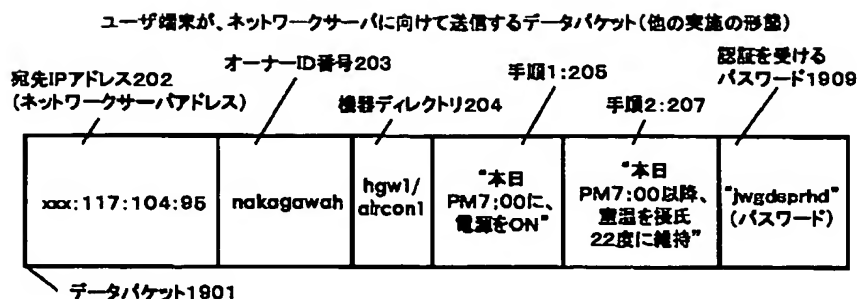 ユーザ端末が、ネットワークサーバに向けて送信するデータパケット(他の実施の形態)
宛先IPアドレス202
(ネットワークサーバアドレス)
オーナーID番号203
機器ディレクトリ204
手順1:205
手順2:207
認証を受ける
パスワード1909
xxx:117:104:95
nakagawah
hgw1/
aircon1
"本日
PM7:00に、
電源をON"
"本日
PM7:00以降、
室温を摂氏
22度に維持"
"jwgdsprhd"
(パスワード)
データパケット1901